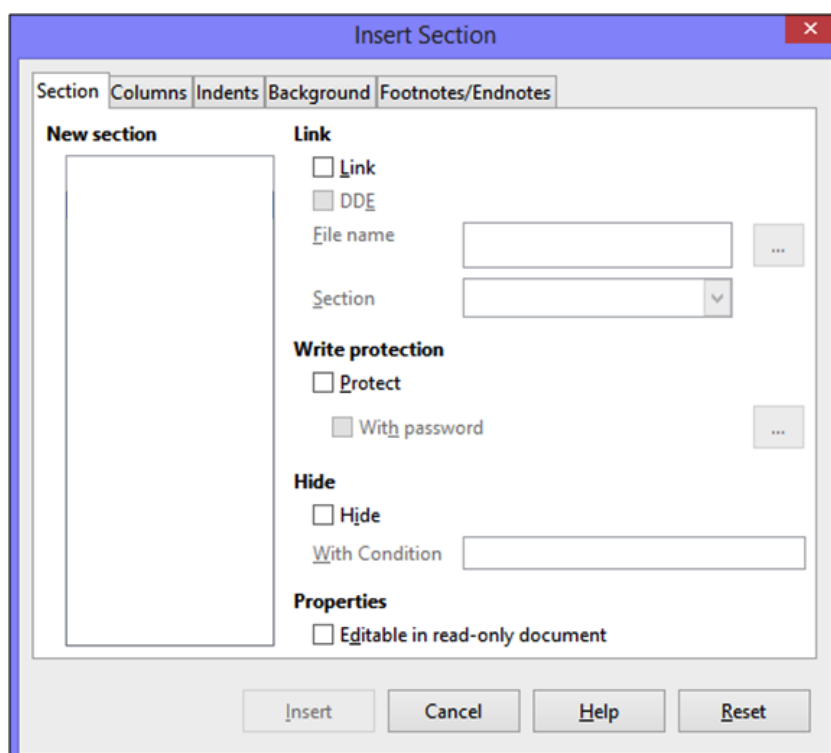 Insert Section
Section Columns Indents Background Footnotes/Endnotes
New section
Link
Link
DDE
File name
...
Section
Write protection
Protect
With password
...
Hide
Hide
With Condition
Properties
Editable in read-only document
Insert Cancel Help Reset